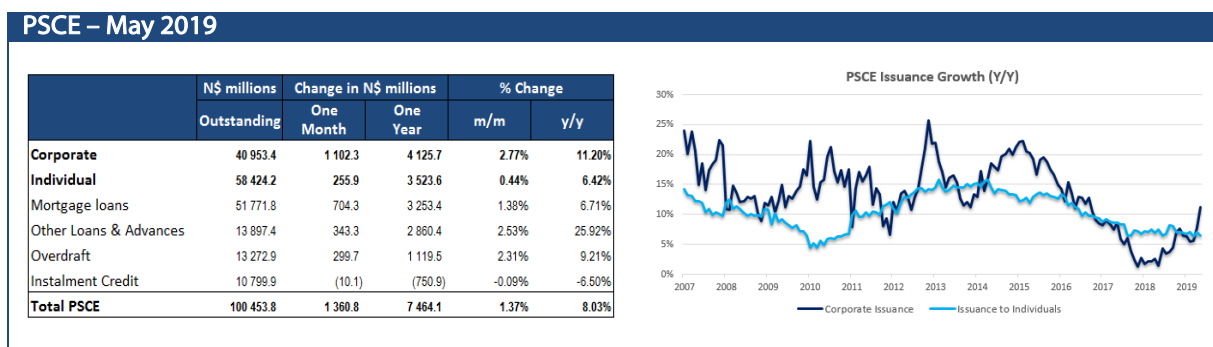 PSCE – May 2019
N$ millions Change in N$ millions % Change
Outstanding One Month One Year m/m y/y
Corporate 40 953.4 1 102.3 4 125.7 2.77% 11.20%
Individual 58 424.2 255.9 3 523.6 0.44% 6.42%
Mortgage loans 51 771.8 704.3 3 253.4 1.38% 6.71%
Other Loans & Advances 13 897.4 343.3 2 860.4 2.53% 25.92%
Overdraft 13 272.9 299.7 1 119.5 2.31% 9.21%
Instalment Credit 10 799.9 (10.1) (750.9) -0.09% -6.50%
Total PSCE 100 453.8 1 360.8 7 464.1 1.37% 8.03%
PSCE Issuance Growth (Y/Y)
30%
25%
20%
15%
10%
5%
0%
2007 2008 2009 2010 2011 2012 2013 2014 2015 2016 2017 2018 2019
Corporate Issuance Issuance to Individuals